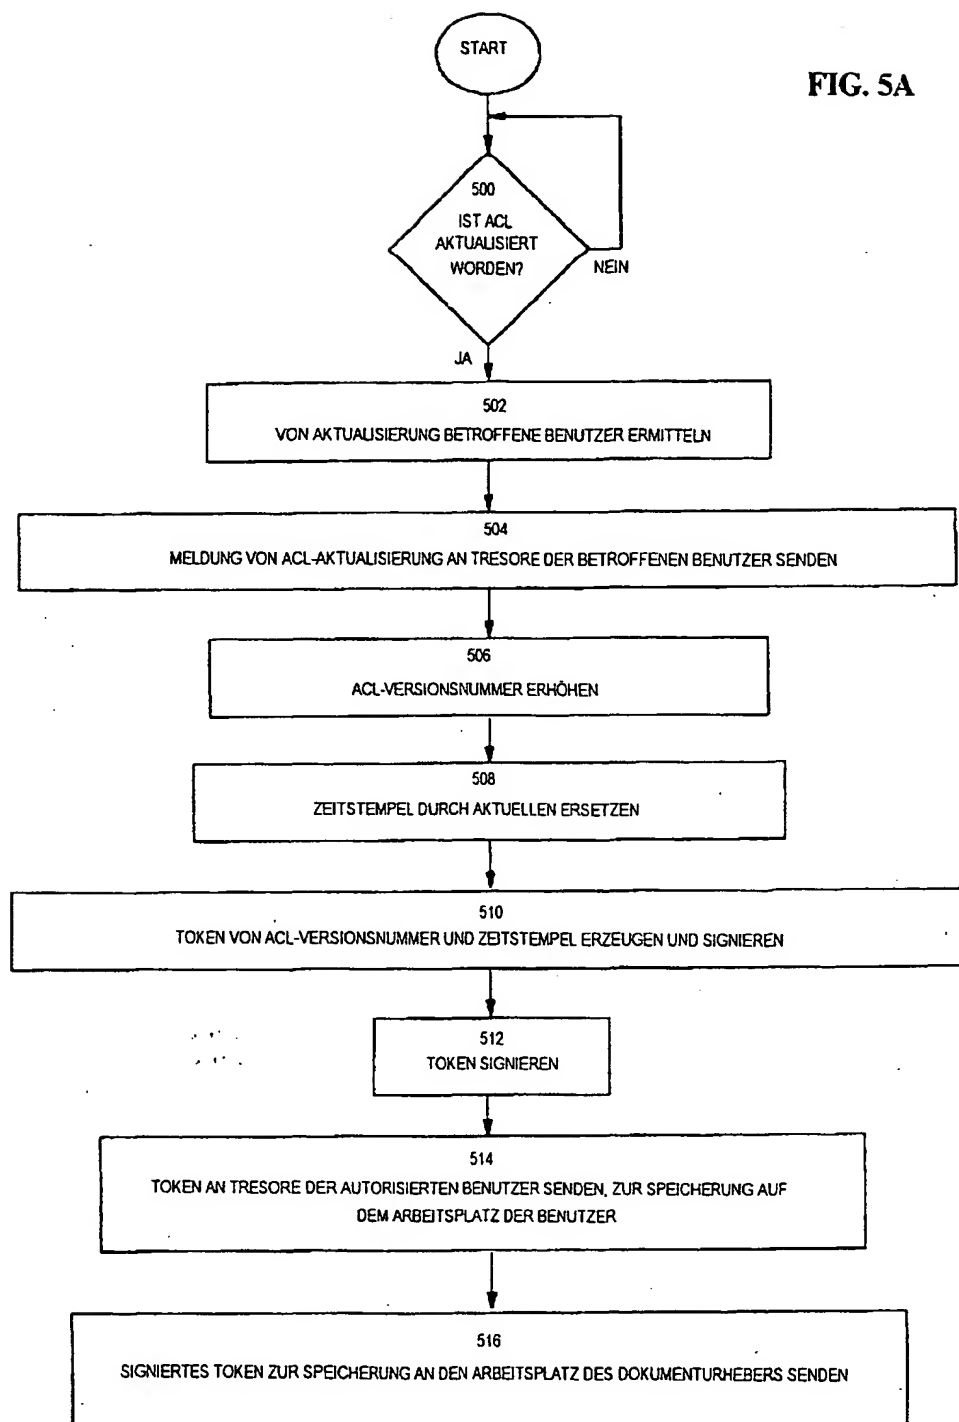 START
FIG. 5A
500
IST ACL
AKTUALISIERT
WORDEN?
NEIN
JA
502
VON AKTUALISIERUNG BETROFFENE BENUTZER ERMITTELN
504
MELDUNG VON ACL-AKTUALISIERUNG AN TRESORE DER BETROFFENEN BENUTZER SENDEN
506
ACL-VERSIONSNUMMER ERHÖHEN
508
ZEITSTEMPEL DURCH AKTUELLEN ERSETZEN
510
TOKEN VON ACL-VERSIONSNUMMER UND ZEITSTEMPEL ERZEUGEN UND SIGNIEREN
512
TOKEN SIGNIEREN
514
TOKEN AN TRESORE DER AUTORISIERTEN BENUTZER SENDEN, ZUR SPEICHERUNG AUF
DEM ARBEITSPLATZ DER BENUTZER
516
SIGNIERTES TOKEN ZUR SPEICHERUNG AN DEN ARBEITSPLATZ DES DOKUMENTURHEBERS SENDEN